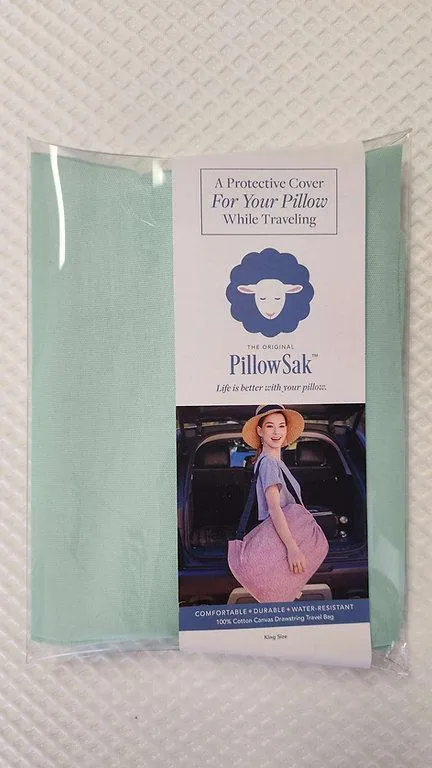 A Protective Cover
For Your Pillow
While Traveling
THE ORIGINAL
PillowSak™
Life is better with your pillow.
COMFORTABLE + DURABLE + WATER-RESISTANT
100% Cotton Canvas Drawstring Travel Bag
King Size